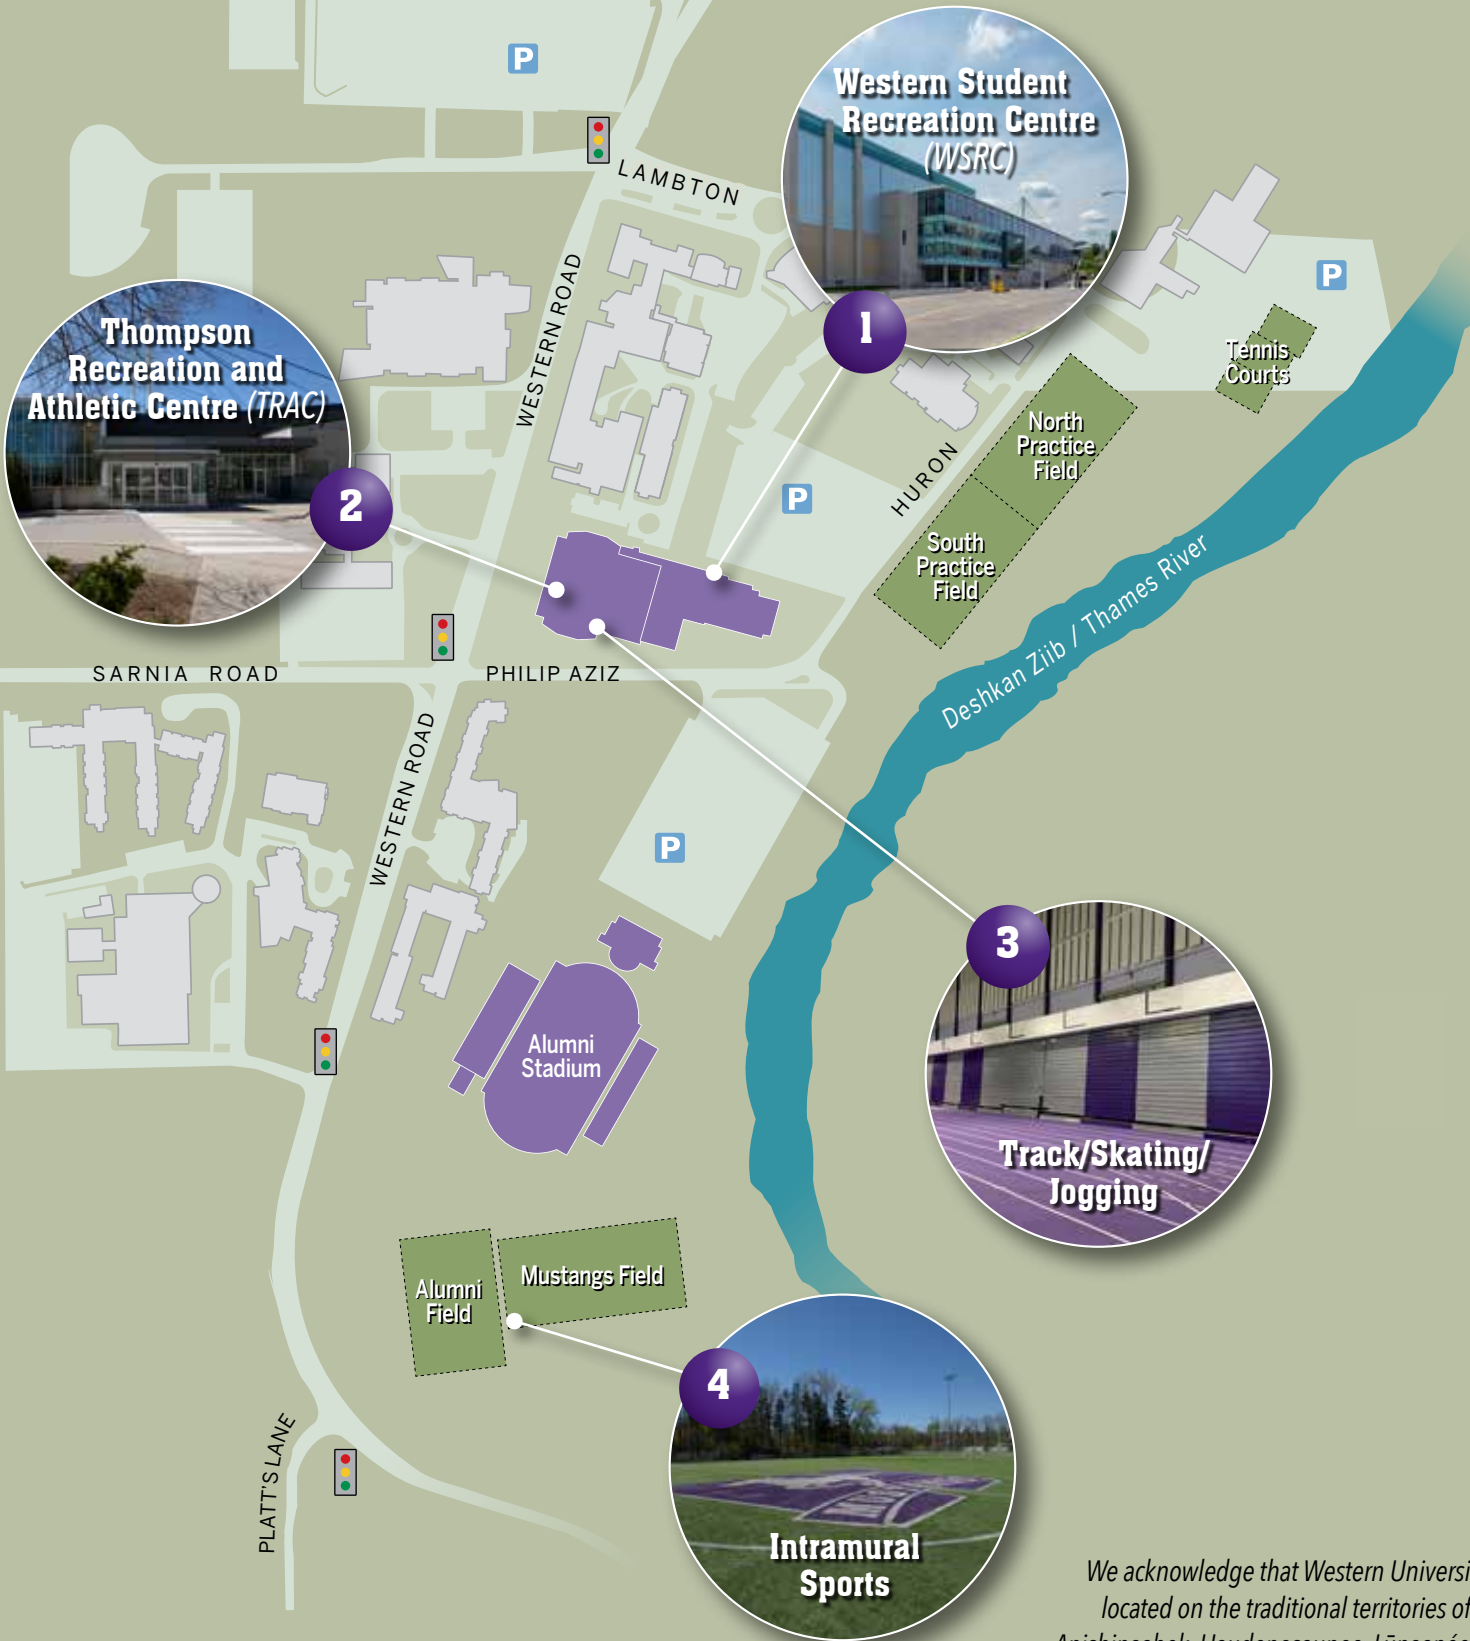 P
Western Student
Recreation Centre
(WSRC)
LAMBTON
P
Thompson
Recreation and
Athletic Centre (TRAC)
WESTERN ROAD
1
Tennis
Courts
North
Practice
Field
HURON
P
2
South
Practice
Field
Deshkan Ziib / Thames River
SARNIA ROAD
PHILIP AZIZ
WESTERN ROAD
P
3
Alumni
Stadium
Track/Skating/
Jogging
Mustangs Field
Alumni
Field
4
PLATT'S LANE
Intramural
Sports
We acknowledge that Western Universi
located on the traditional territories of